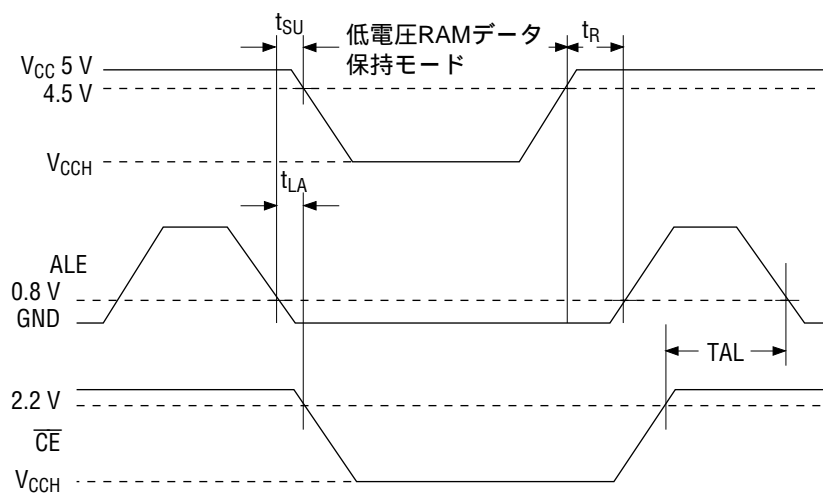 tSU
低電圧RAMデータ
保持モード
tR
VCC 5 V
4.5 V
VCCH
tLA
ALE
0.8 V
GND
TAL
2.2 V
CE
VCCH